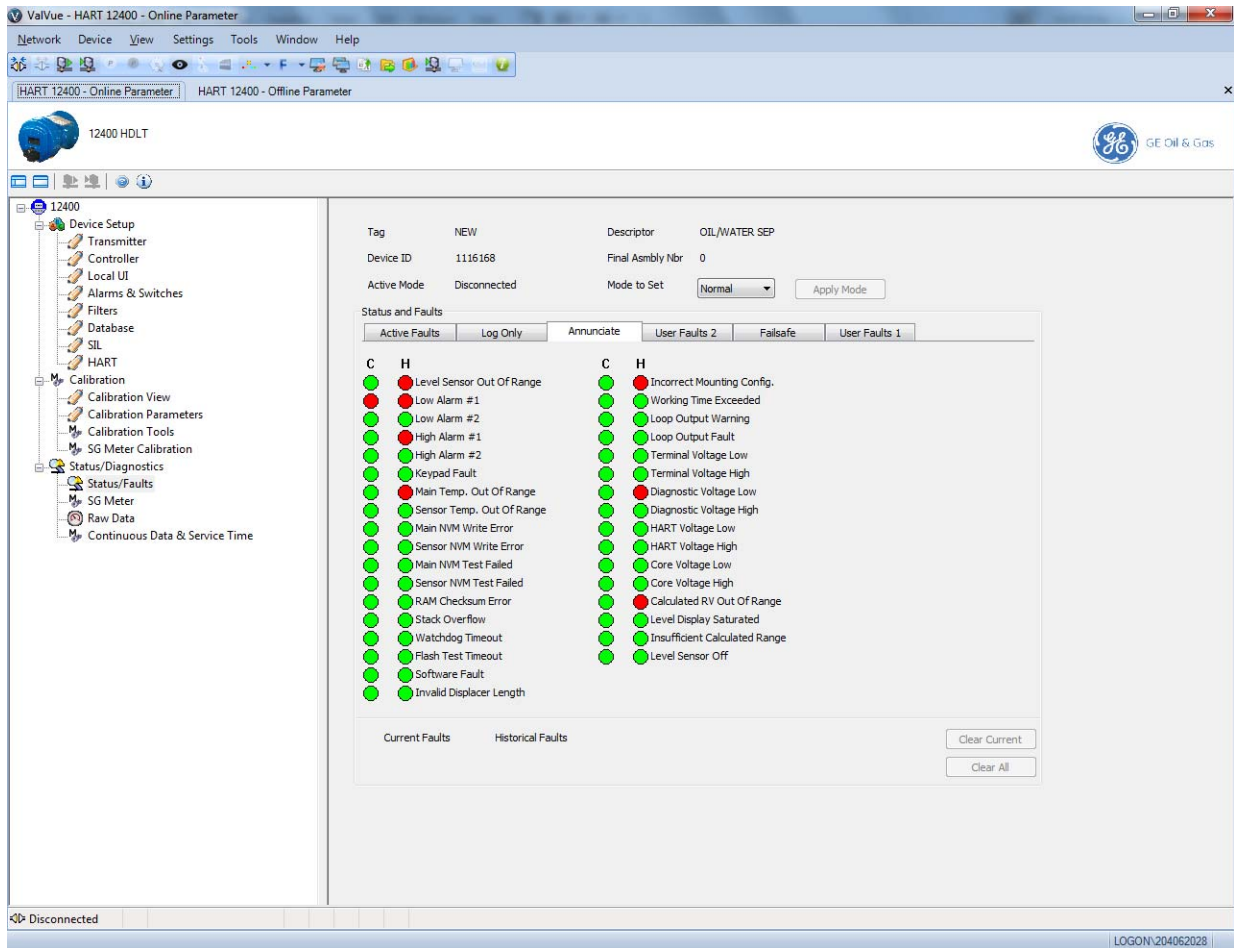 ValVue - HART 12400 - Online Parameter
Network Device View Settings Tools Window Help
F
HART 12400 - Online Parameter HART 12400 - Offline Parameter
12400 HDLT
GE Oil & Gas
12400
Device Setup
Transmitter
Controller
Local UI
Alarms & Switches
Filters
Database
SIL
HART
Calibration
Calibration View
Calibration Parameters
Calibration Tools
SG Meter Calibration
Status/Diagnostics
Status/Faults
SG Meter
Raw Data
Continuous Data & Service Time
Tag NEW Descriptor OIL/WATER SEP
Device ID 1116168 Final Asmbly Nbr 0
Active Mode Disconnected Mode to Set Normal Apply Mode
Status and Faults
Active Faults Log Only Annunciate User Faults 2 Failsafe User Faults 1
C H C H
Level Sensor Out Of Range Incorrect Mounting Config.
Low Alarm #1 Working Time Exceeded
Low Alarm #2 Loop Output Warning
High Alarm #1 Loop Output Fault
High Alarm #2 Terminal Voltage Low
Keypad Fault Terminal Voltage High
Main Temp. Out Of Range Diagnostic Voltage Low
Sensor Temp. Out Of Range Diagnostic Voltage High
Main NVM Write Error HART Voltage Low
Sensor NVM Write Error HART Voltage High
Main NVM Test Failed Core Voltage Low
Sensor NVM Test Failed Core Voltage High
RAM Checksum Error Calculated RV Out Of Range
Stack Overflow Level Display Saturated
Watchdog Timeout Insufficient Calculated Range
Flash Test Timeout Level Sensor Off
Software Fault
Invalid Displacer Length
Current Faults Historical Faults Clear Current
Clear All
Disconnected
LOGON\204062028